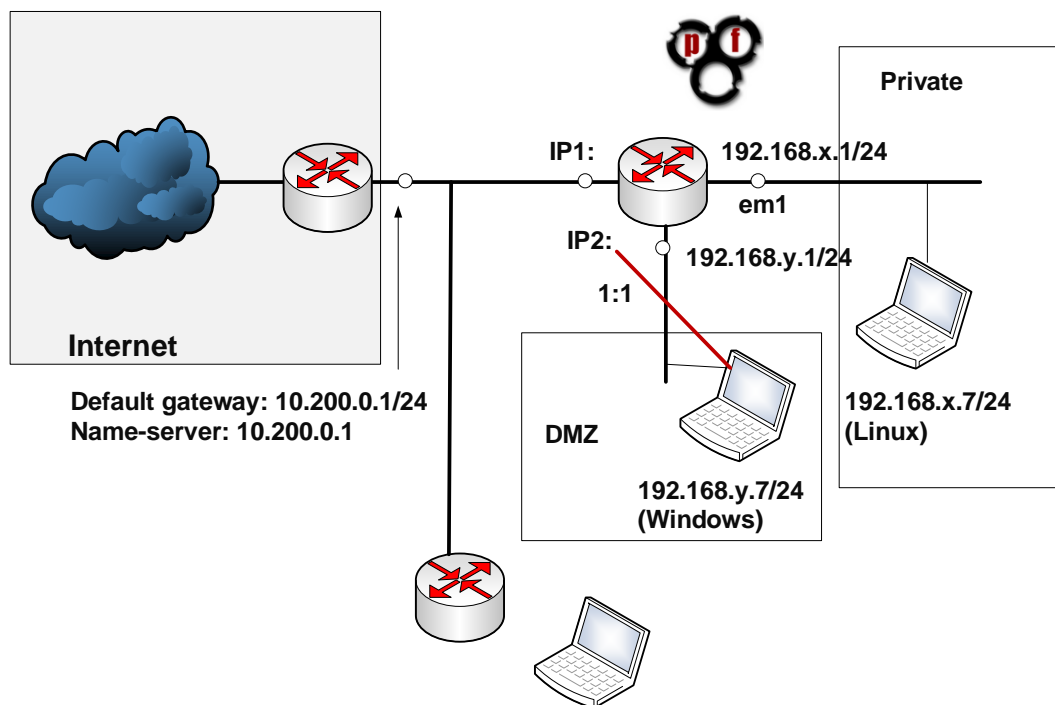 pf
Private
IP1:
192.168.x.1/24
em1
IP2:
192.168.y.1/24
1:1
Internet
Default gateway: 10.200.0.1/24
Name-server: 10.200.0.1
DMZ
192.168.x.7/24
(Linux)
192.168.y.7/24
(Windows)